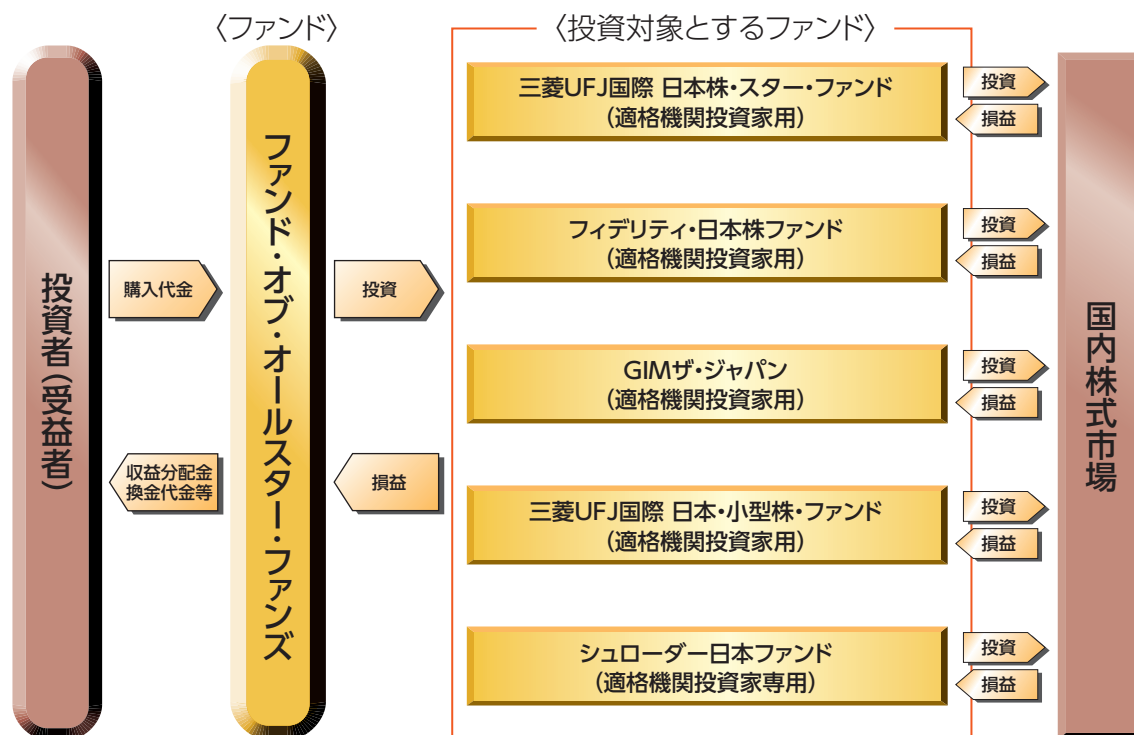 〈ファンド〉
〈投資対象とするファンド〉
投資者(受益者)
購入代金
収益分配金
換金代金等
ファンド・オブ・オールスター・ファンズ
投資
損益
三菱UFJ国際 日本株・スター・ファンド
(適格機関投資家用)
投資
損益
フィデリティ・日本株ファンド
(適格機関投資家用)
投資
損益
GIMザ・ジャパン
(適格機関投資家用)
投資
損益
三菱UFJ国際 日本・小型株・ファンド
(適格機関投資家用)
投資
損益
シュローダー日本ファンド
(適格機関投資家専用)
投資
損益
国内株式市場